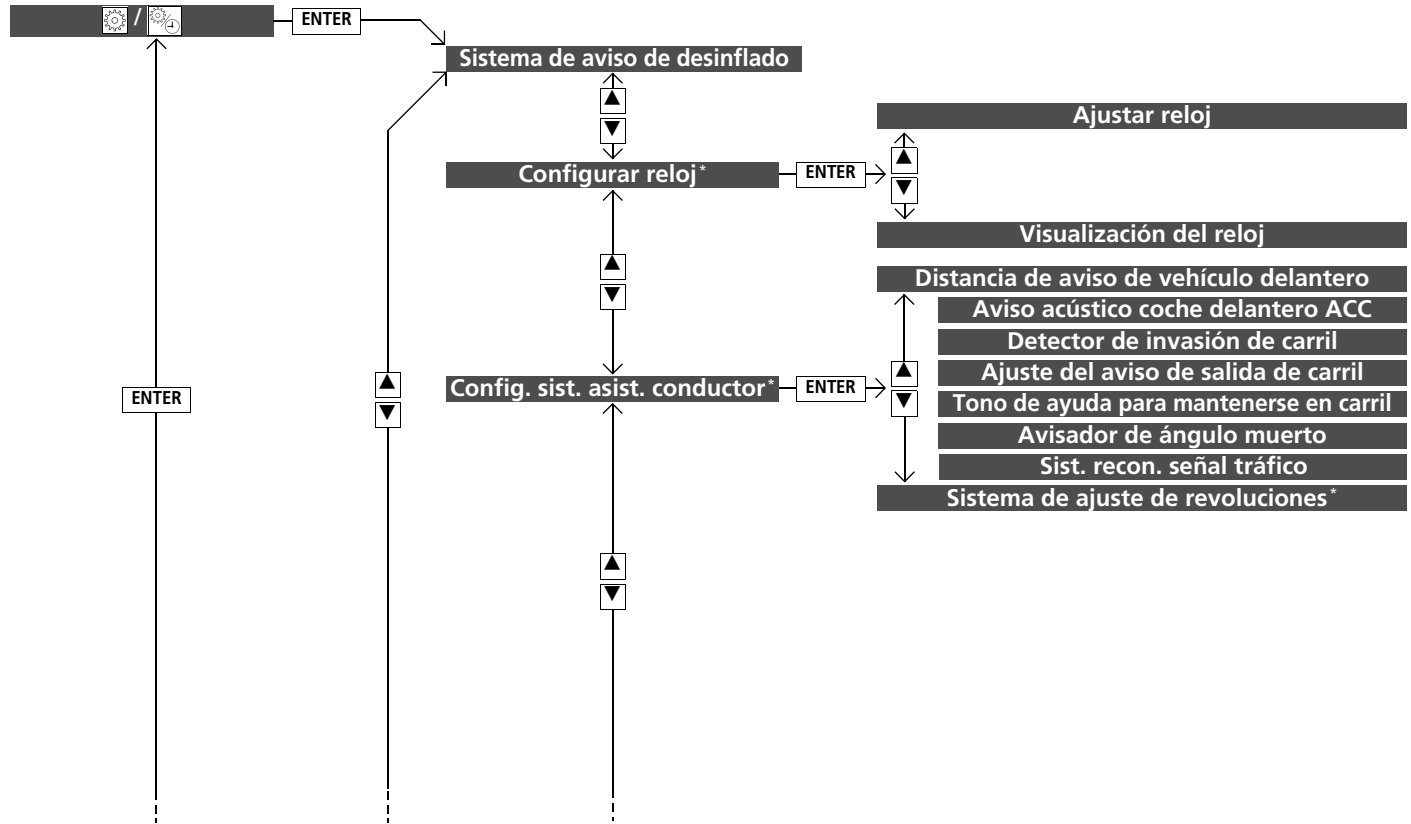 /
ENTER
Sistema de aviso de desinflado
▲
▼
Ajustar reloj
Configurar reloj*
ENTER
▲
▼
Visualización del reloj
▲
▼
Distancia de aviso de vehículo delantero
Aviso acústico coche delantero ACC
Detector de invasión de carril
Ajuste del aviso de salida de carril
Tono de ayuda para mantenerse en carril
Avisador de ángulo muerto
Sist. recon. señal tráfico
Sistema de ajuste de revoluciones*
Config. sist. asist. conductor*
ENTER
▲
▼
ENTER
▲
▼
▲
▼